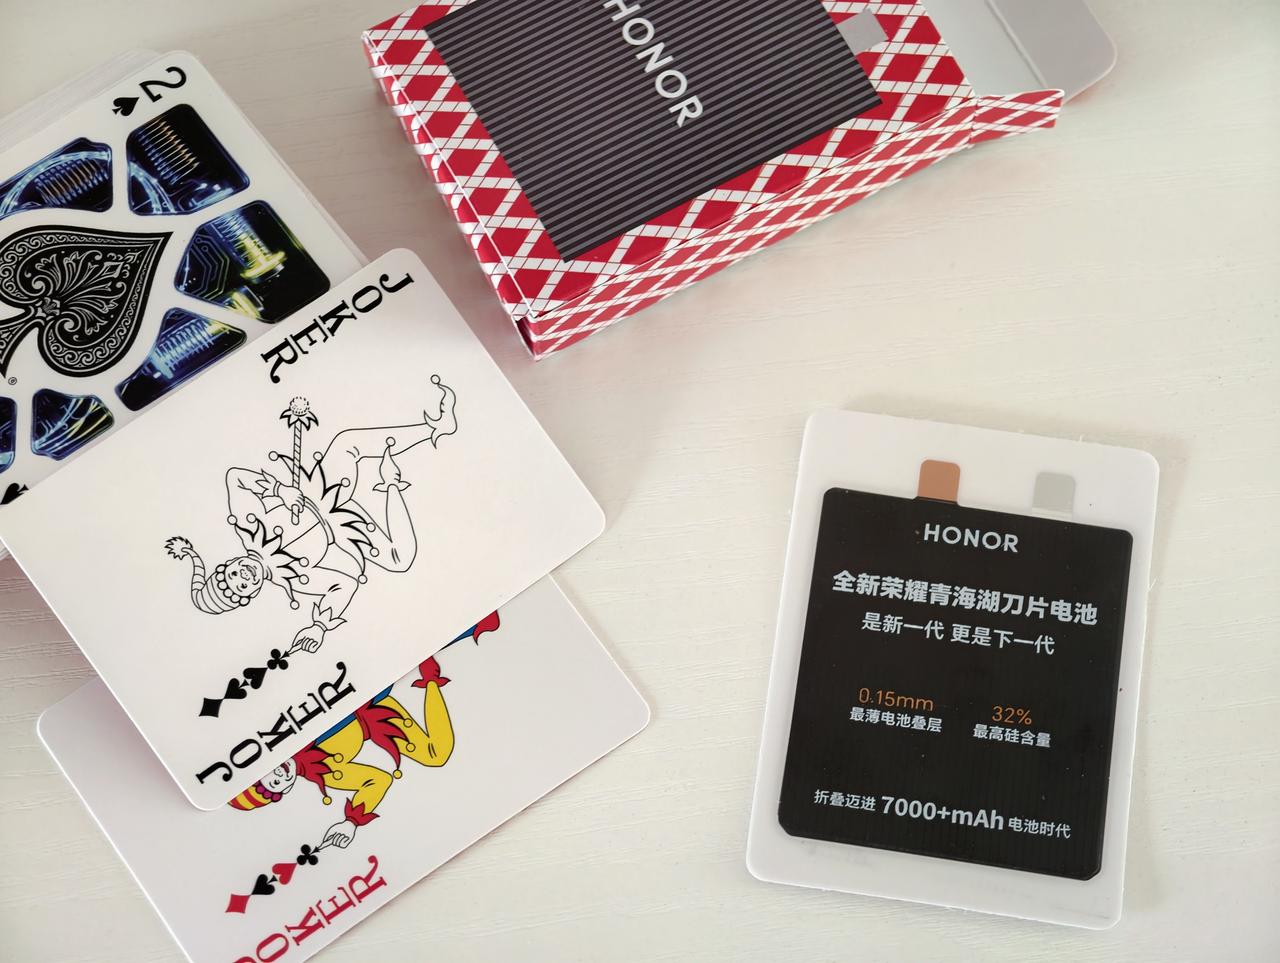 HONOR
2
JOKER
JOKER
JOKER
HONOR
全新荣耀青海湖刀片电池
是新一代 更是下一代
0.15mm
最薄电池叠层
32%
最高硅含量
折叠迈进 7000+mAh 电池时代